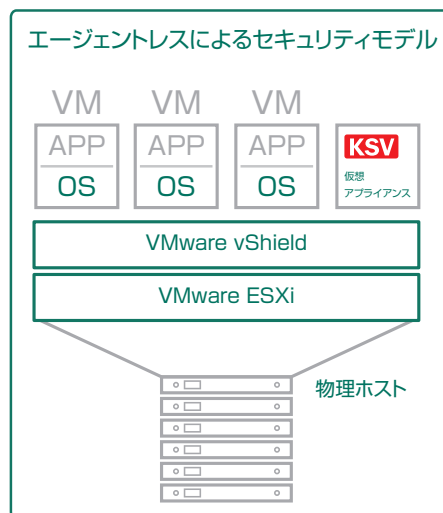 エージェントレスによるセキュリティモデル
VM VM VM
APP APP APP KSV
OS OS OS 仮想
アプライアンス
VMware vShield
VMware ESXi
物理ホスト